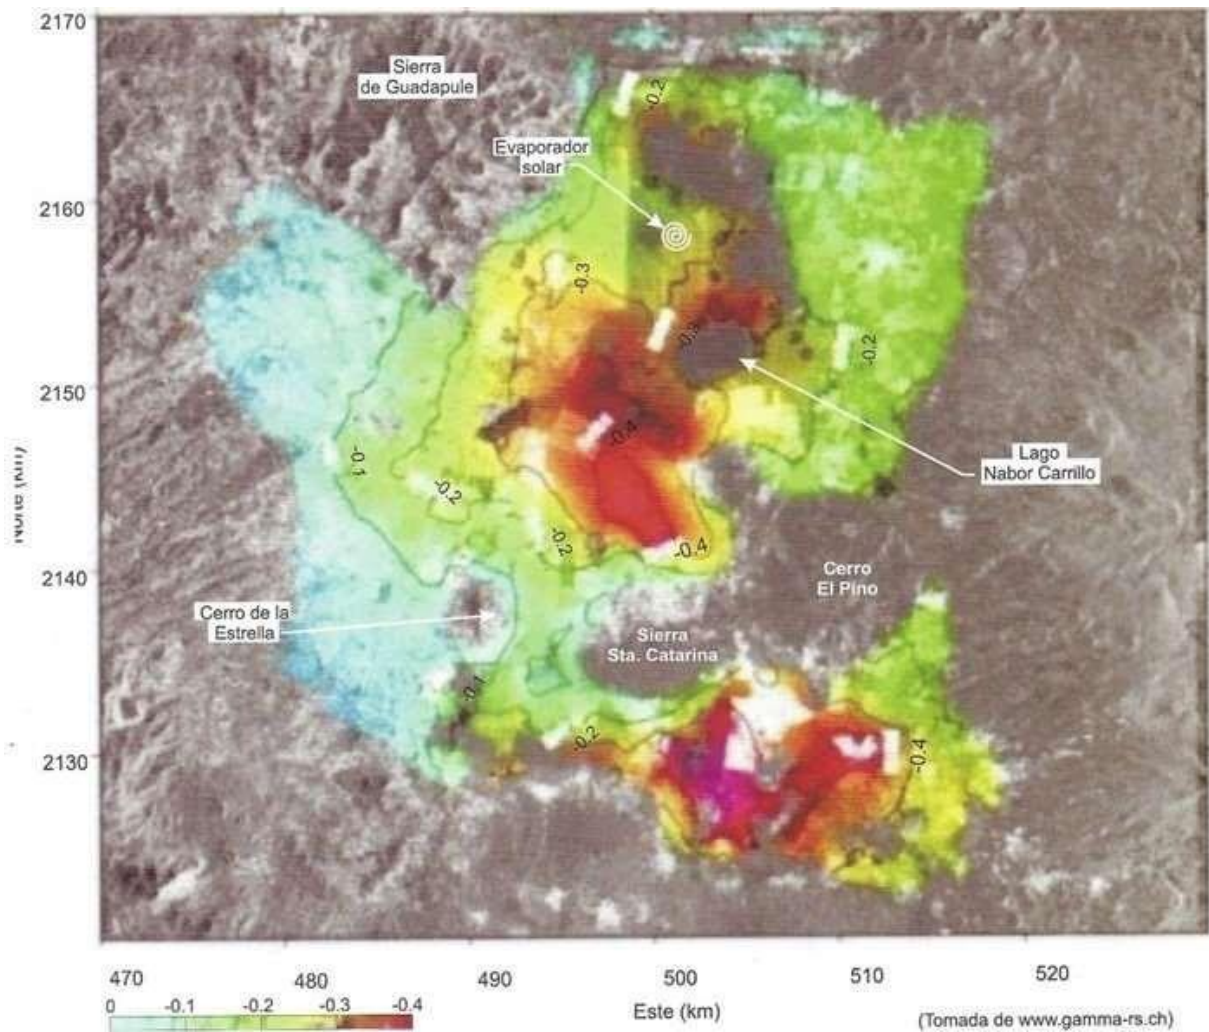 2170
Sierra
de Guadapule
-0.2
Evaporador
solar
2160
-0.3
-0.2
2150
-0.4
Lago
Nabor Carrillo
-0.1
-0.2
-0.2
-0.4
2140
Cerro
El Pino
Cerro de la
Estrella
Sierra
Sta. Catarina
-0.1
-0.2
-0.4
2130
470
480
490
500
510
520
0
-0.1
-0.2
-0.3
-0.4
Este (km)
(Tomada de www.gamma-rs.ch)